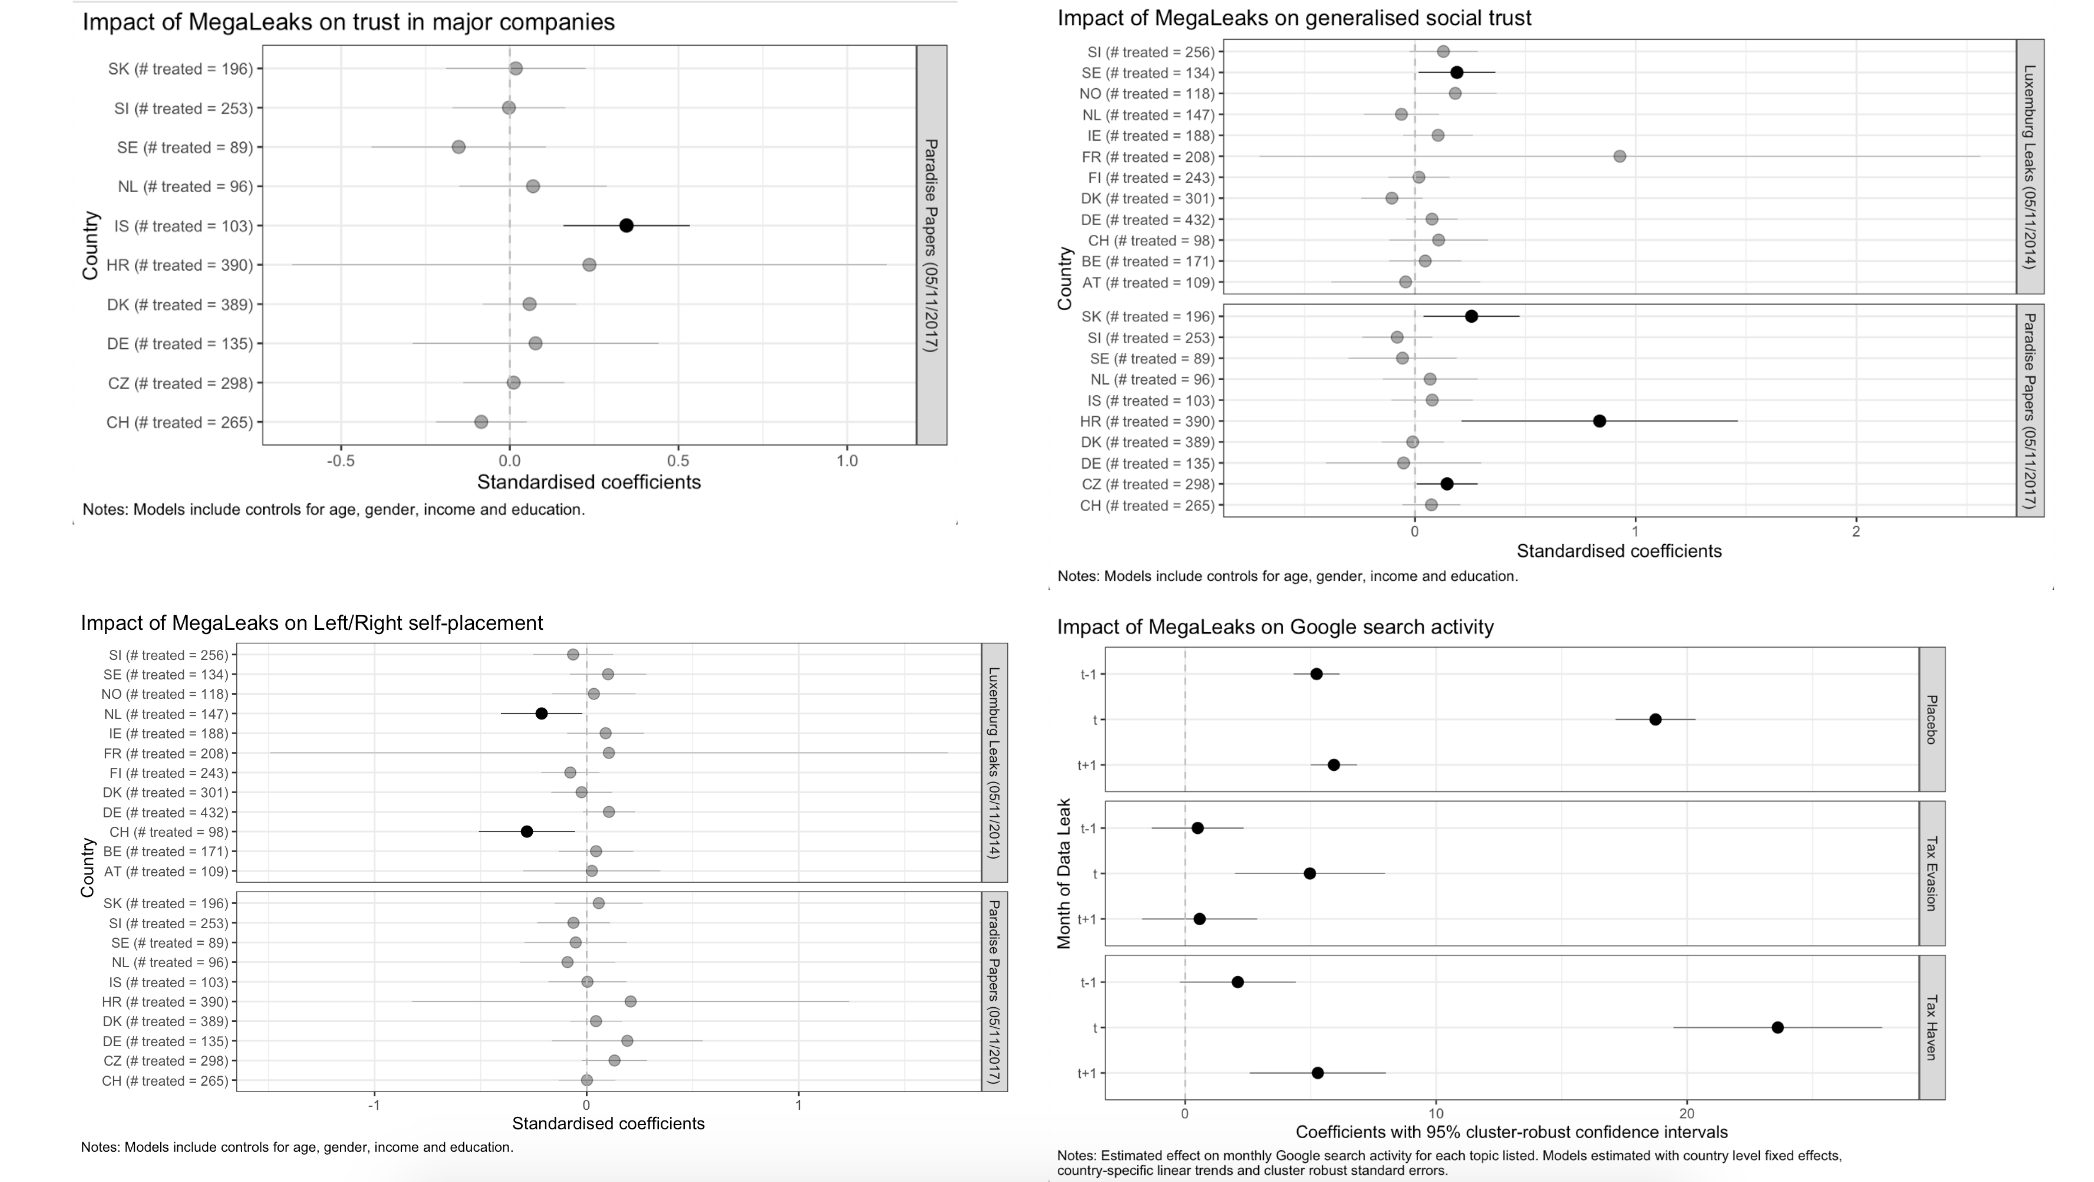 Impact of MegaLeaks on trust in major companies
SK (# treated = 196)
SI (# treated = 253)
SE (# treated = 89)
NL (# treated = 96)
IS (# treated = 103)
HR (# treated = 390)
DK (# treated = 389)
DE (# treated = 135)
CZ (# treated = 298)
CH (# treated = 265)
Country
Paradise Papers (05/11/2017)
-0.5 0.0 0.5 1.0
Standardised coefficients
Notes: Models include controls for age, gender, income and education.
Impact of MegaLeaks on generalised social trust
SI (# treated = 256)
SE (# treated = 134)
NO (# treated = 118)
NL (# treated = 147)
IE (# treated = 188)
FR (# treated = 208)
FI (# treated = 243)
DK (# treated = 301)
DE (# treated = 432)
CH (# treated = 98)
BE (# treated = 171)
AT (# treated = 109)
Luxemburg Leaks (05/11/2014)
Country
SK (# treated = 196)
SI (# treated = 253)
SE (# treated = 89)
NL (# treated = 96)
IS (# treated = 103)
HR (# treated = 390)
DK (# treated = 389)
DE (# treated = 135)
CZ (# treated = 298)
CH (# treated = 265)
Paradise Papers (05/11/2017)
0 1 2
Standardised coefficients
Notes: Models include controls for age, gender, income and education.
Impact of MegaLeaks on Left/Right self-placement
SI (# treated = 256)
SE (# treated = 134)
NO (# treated = 118)
NL (# treated = 147)
IE (# treated = 188)
FR (# treated = 208)
FI (# treated = 243)
DK (# treated = 301)
DE (# treated = 432)
CH (# treated = 98)
BE (# treated = 171)
AT (# treated = 109)
Luxemburg Leaks (05/11/2014)
Country
SK (# treated = 196)
SI (# treated = 253)
SE (# treated = 89)
NL (# treated = 96)
IS (# treated = 103)
HR (# treated = 390)
DK (# treated = 389)
DE (# treated = 135)
CZ (# treated = 298)
CH (# treated = 265)
Paradise Papers (05/11/2017)
-1 0 1
Standardised coefficients
Notes: Models include controls for age, gender, income and education.
Impact of MegaLeaks on Google search activity
t-1
t
t+1
Placebo
Month of Data Leak
t-1
t
t+1
Tax Evasion
t-1
t
t+1
Tax Haven
0 10 20
Coefficients with 95% cluster-robust confidence intervals
Notes: Estimated effect on monthly Google search activity for each topic listed. Models estimated with country level fixed effects,
country-specific linear trends and cluster robust standard errors.